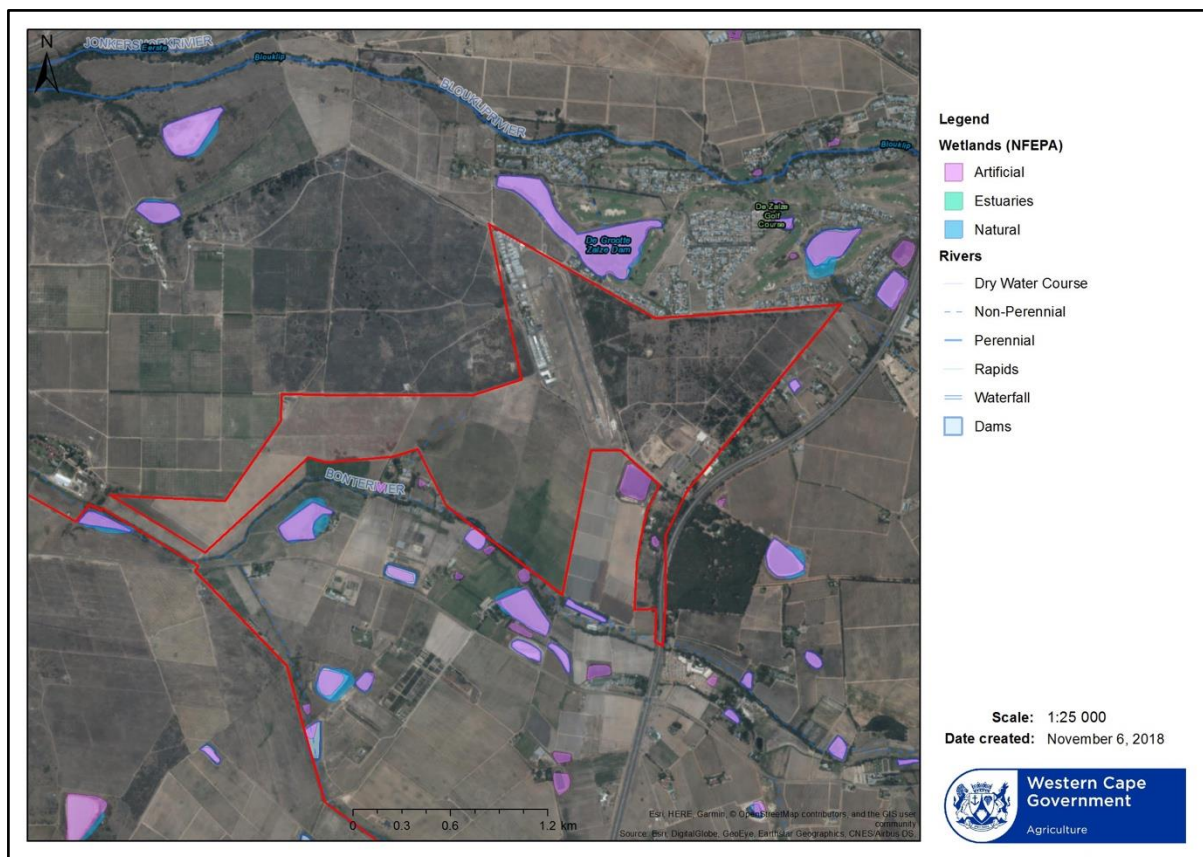 N
JONKERSHOEKRIVIER
Eerste
Blouklip
BLOUKLIPRIVIER
Blouklip
De Zalze
Golf
Course
De Grootte
Zalze Dam
BONTERIVIER
0 0.3 0.6 1.2 km
Esri, HERE, Garmin, © OpenStreetMap contributors, and the GIS user
community
Source: Esri, DigitalGlobe, GeoEye, Earthstar Geographics, CNES/Airbus DS,
Legend
Wetlands (NFEPA)
Artificial
Estuaries
Natural
Rivers
Dry Water Course
Non-Perennial
Perennial
Rapids
Waterfall
Dams
Scale: 1:25 000
Date created: November 6, 2018
Western Cape
Government
Agriculture